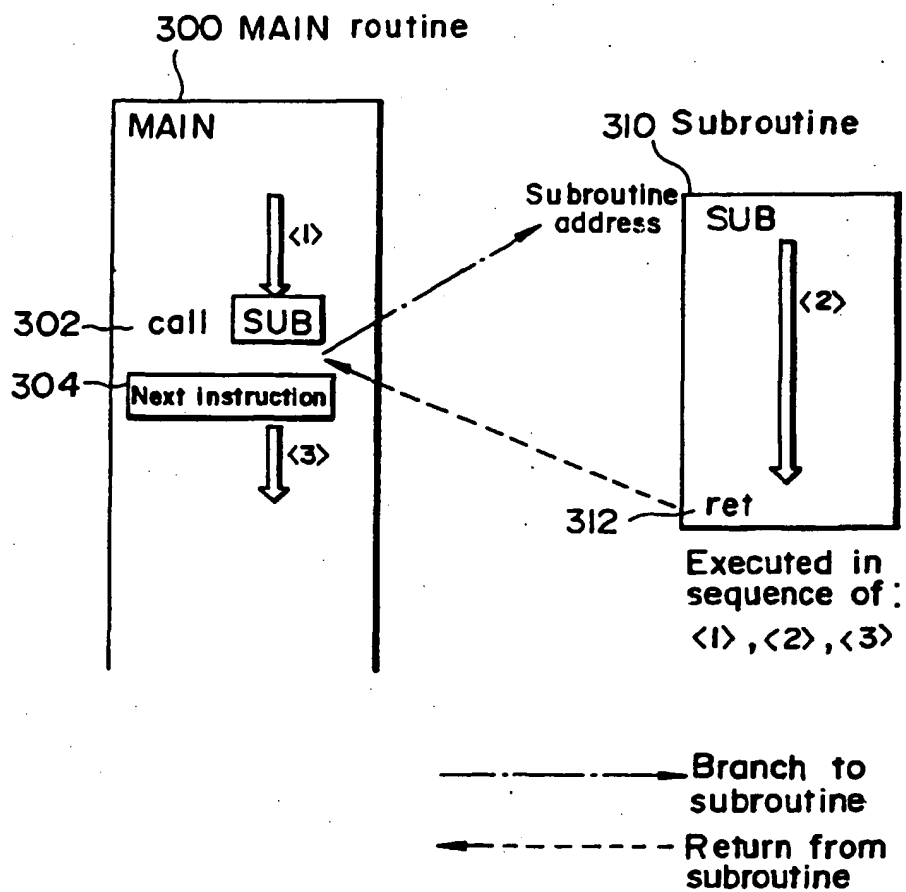 300 MAIN routine
MAIN
<1>
302
call
SUB
304
Next instruction
<3>
310 Subroutine
Subroutine
address
SUB
<2>
ret
312
Executed in
sequence of :
<1> , <2> , <3>
Branch to
subroutine
Return from
subroutine